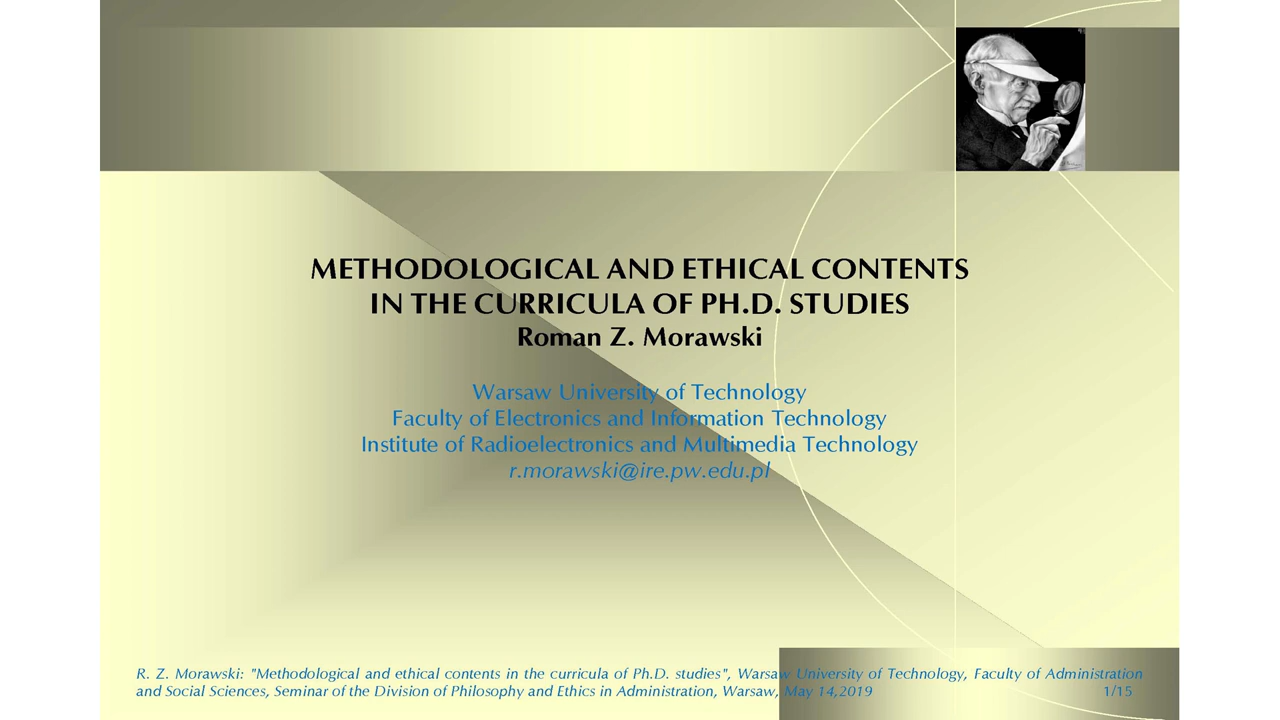 METHODOLOGICAL AND ETHICAL CONTENTS
IN THE CURRICULA OF PH.D. STUDIES
Roman Z. Morawski
Warsaw University of Technology
Faculty of Electronics and Information Technology
Institute of Radioelectronics and Multimedia Technology
r.morawski@ire.pw.edu.pl
R. Z. Morawski: "Methodological and ethical contents in the curricula of Ph.D. studies", Warsaw University of Technology, Faculty of Administration
and Social Sciences, Seminar of the Division of Philosophy and Ethics in Administration, Warsaw, May 14,2019 1/15